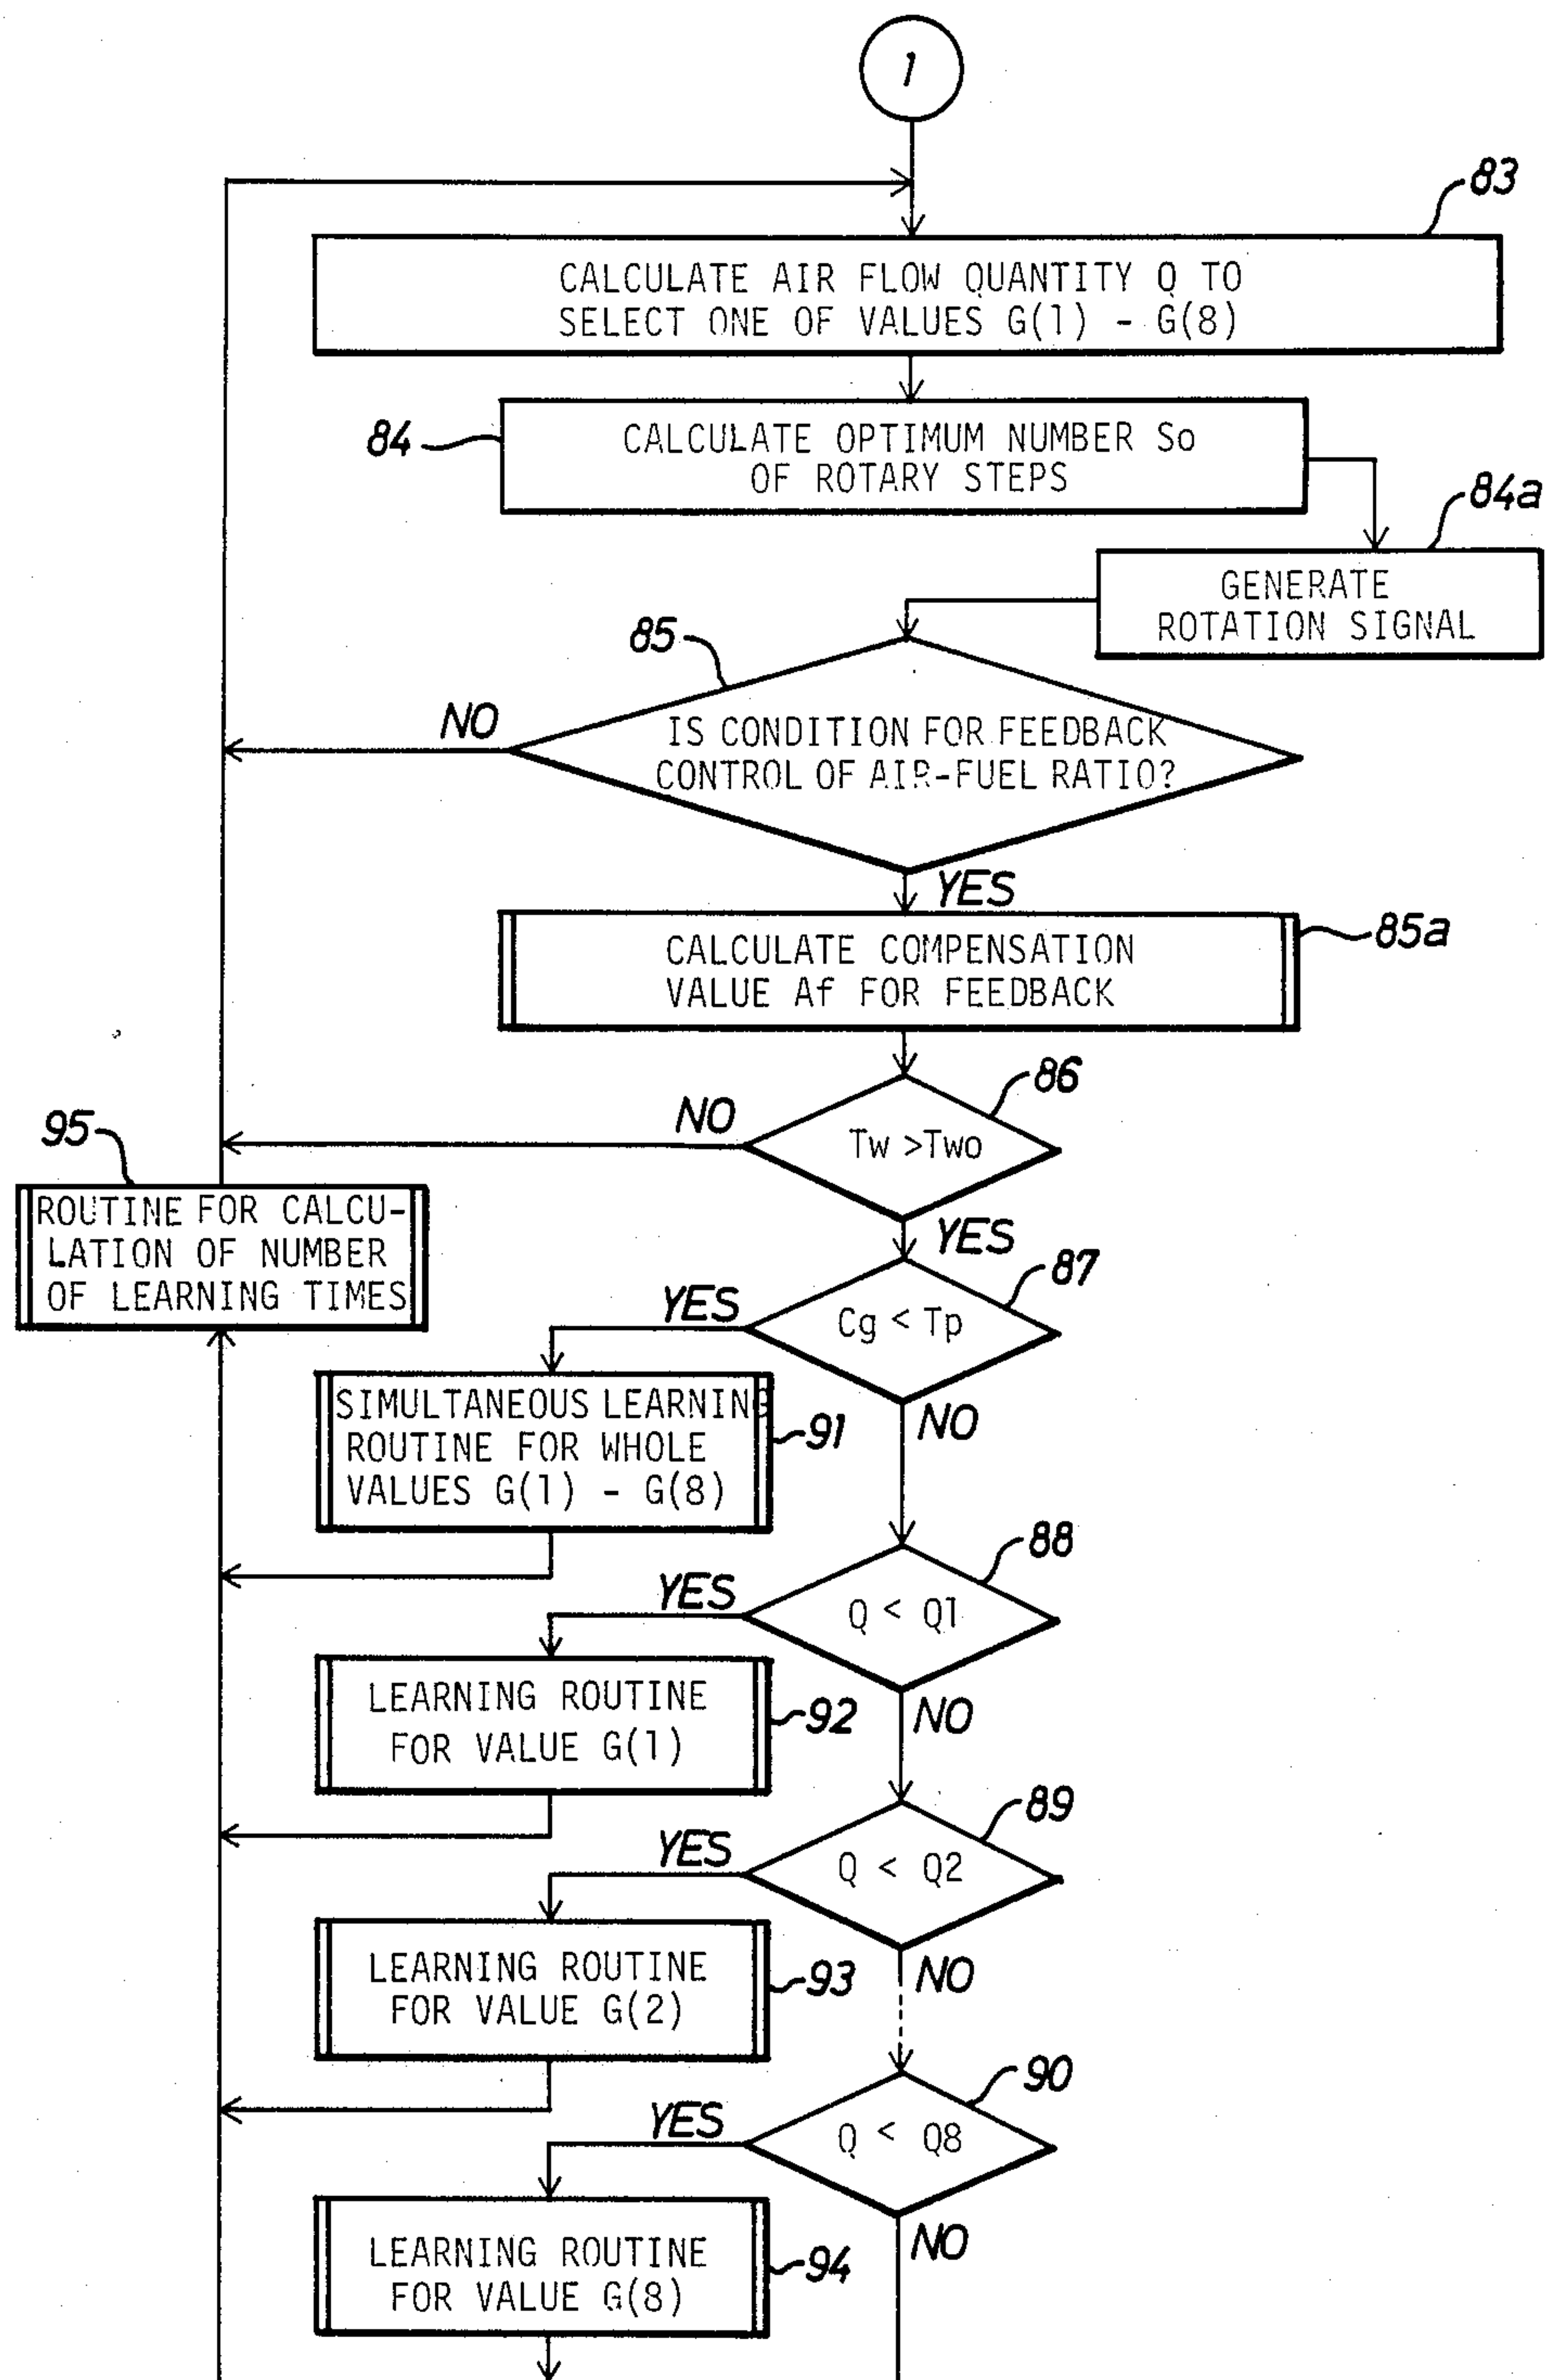 1
83
CALCULATE AIR FLOW QUANTITY Q TO
SELECT ONE OF VALUES G(1) - G(8)
84
CALCULATE OPTIMUM NUMBER So
OF ROTARY STEPS
84a
GENERATE
ROTATION SIGNAL
85
NO
IS CONDITION FOR FEEDBACK
CONTROL OF AIR-FUEL RATIO?
YES
CALCULATE COMPENSATION
VALUE Af FOR FEEDBACK
85a
86
NO
Tw >Two
95
ROUTINE FOR CALCU-
LATION OF NUMBER
OF LEARNING TIMES
YES
87
YES
Cg < Tp
SIMULTANEOUS LEARNING
ROUTINE FOR WHOLE
VALUES G(1) - G(8)
91
NO
88
YES
Q < Q1
LEARNING ROUTINE
FOR VALUE G(1)
92
NO
89
YES
Q < Q2
LEARNING ROUTINE
FOR VALUE G(2)
93
NO
90
YES
Q < Q8
LEARNING ROUTINE
FOR VALUE G(8)
94
NO